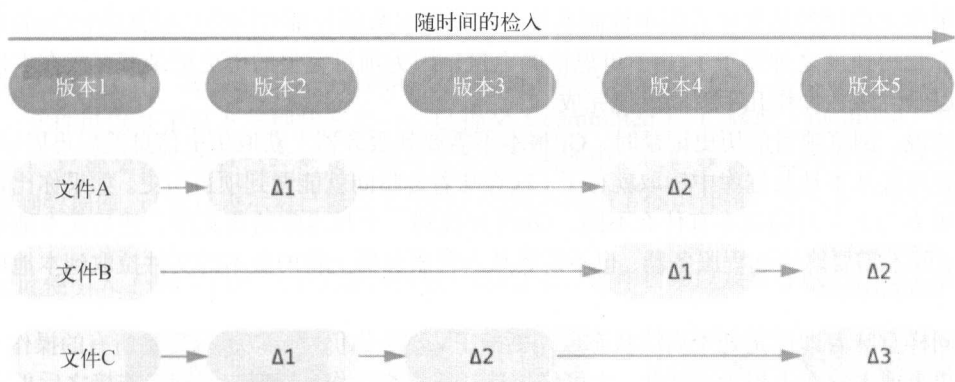 随时间的检入
版本1 版本2 版本3 版本4 版本5
文件A Δ1 Δ2
文件B Δ1 Δ2
文件C Δ1 Δ2 Δ3